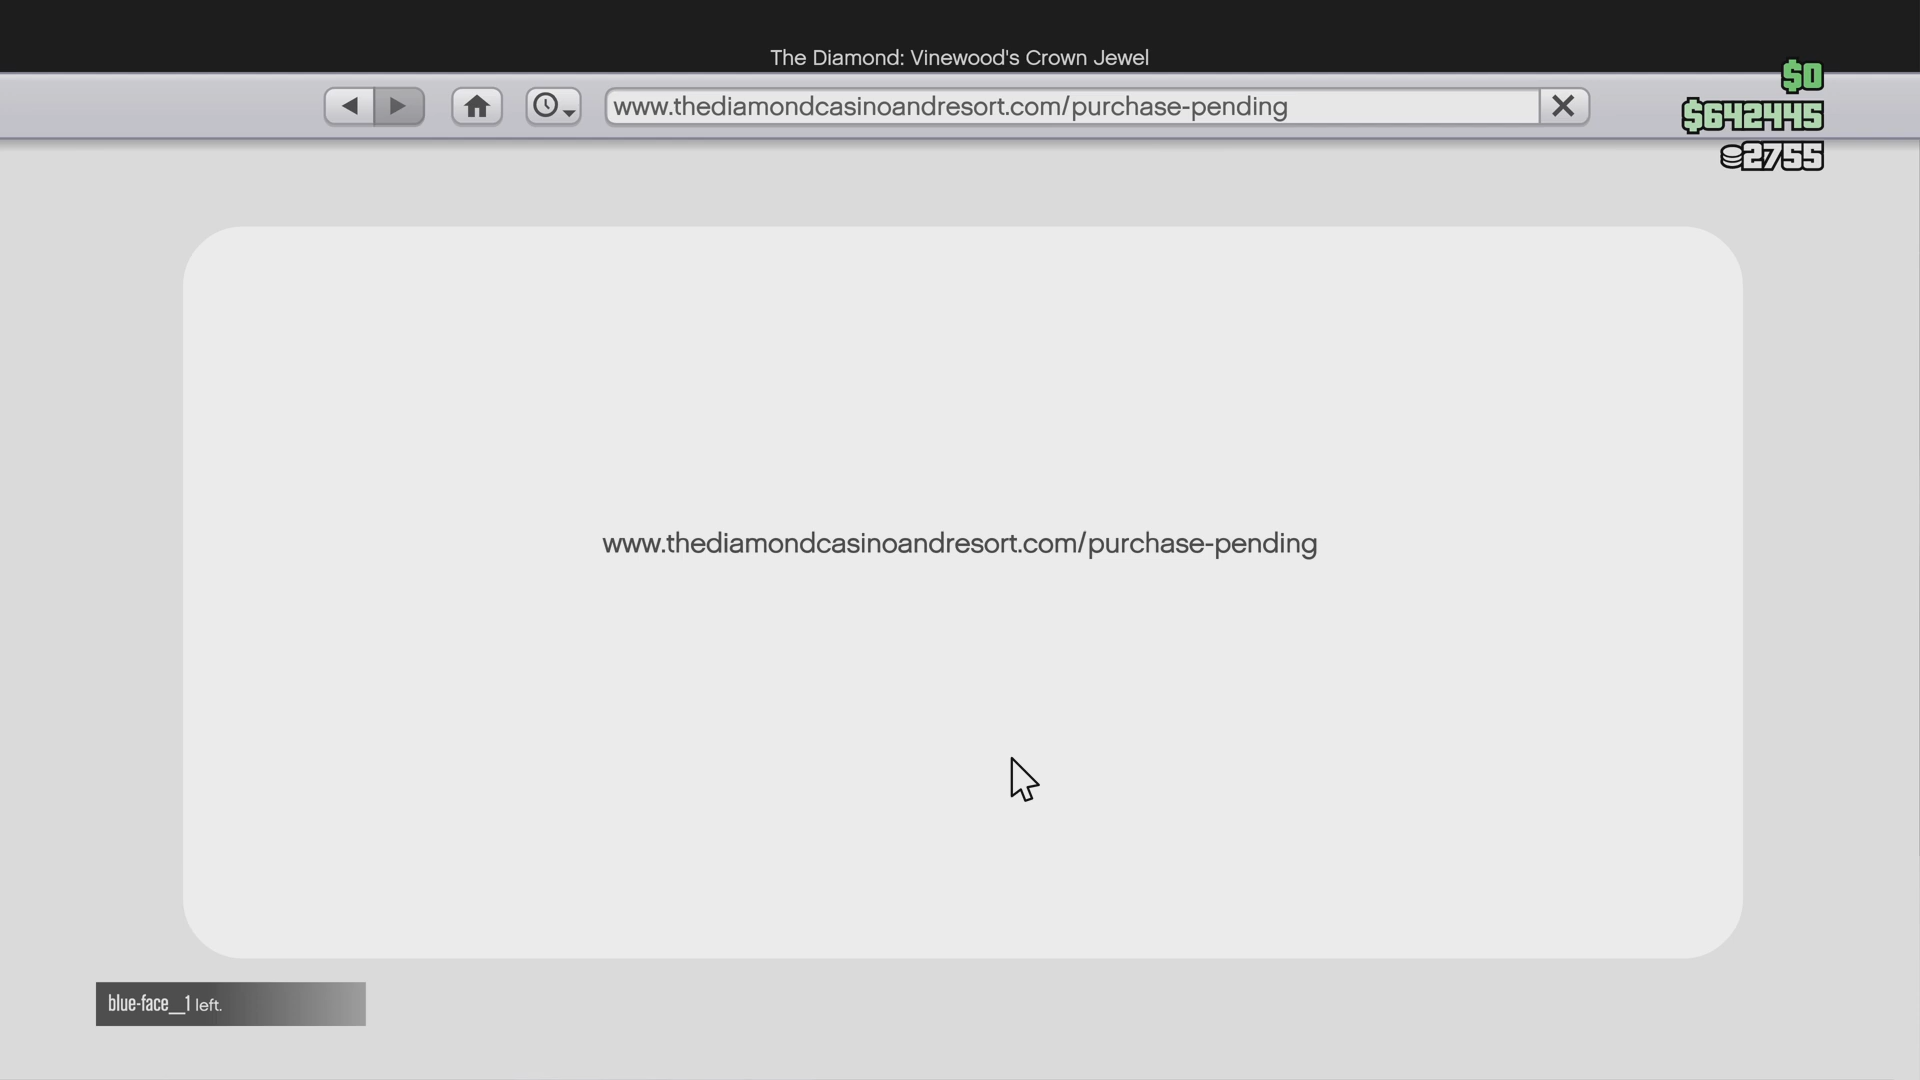 The Diamond: Vinewood's Crown Jewel
www.thediamondcasinoandresort.com/purchase-pending
$0
$642445
2755
www.thediamondcasinoandresort.com/purchase-pending
blue-face__1 left.